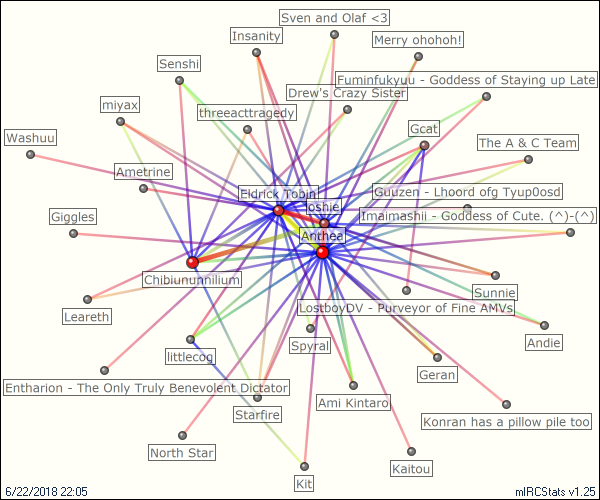 Sven and Olaf <3
Insanity
Merry ohohoh!
Senshi
Fuminfukyuu - Goddess of Staying up Late
Drew's Crazy Sister
miyax
threeacttragedy
Gcat
Washuu
The A & C Team
Ametrine
Eldrick Tobin
Guuzen - Lhoord ofg Tyup0osd
Joshie
Imaimashii - Goddess of Cute. (^)-(^)
Giggles
Anthea
Chibiununnilium
Sunnie
Learetth
LostboyDV - Purveyor of Fine AMVs
Andie
littlecog
Spyral
Geran
Entharion - The Only Truly Benevolent Dictator
Ami Kintaro
Starfire
Konran has a pillow pile too
North Star
Kaitou
Kit
6/22/2018 22:05
mIRCStats v1.25